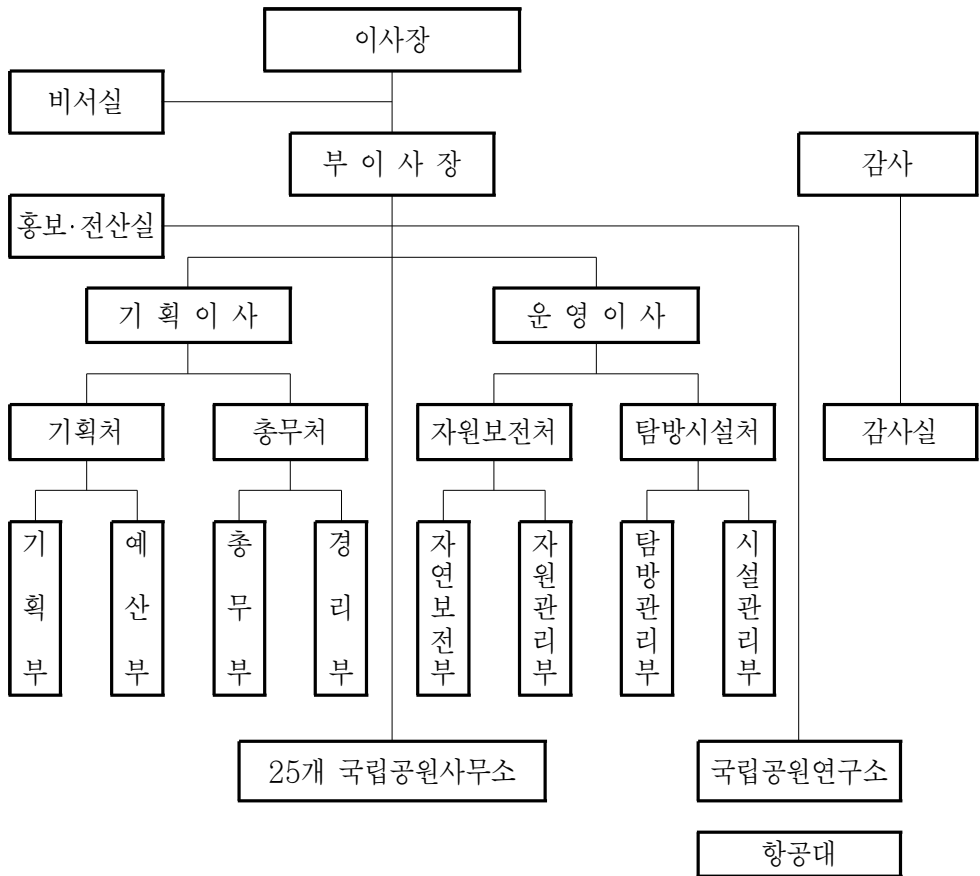 이사장
비서실
부 이 사 장
감사
홍보·전산실
기 획 이 사
운 영 이 사
기획처
총무처
자원보전처
탐방시설처
감사실
기획부
예산부
총무부
경리부
자연보전부
자원관리부
탐방관리부
시설관리부
25개 국립공원사무소
국립공원연구소
항공대